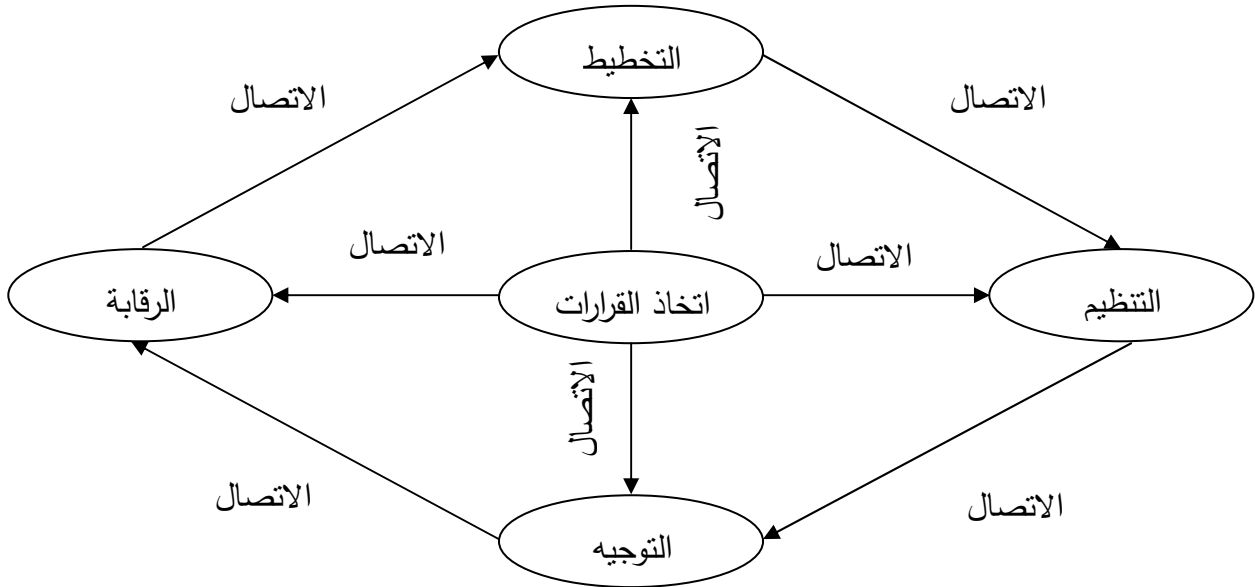 التخطيط
الاتصال
الاتصال
الاتصال
الاتصال
الاتصال
التنظيم
اتخاذ القرارات
الرقابة
الاتصال
الاتصال
الاتصال
التوجيه